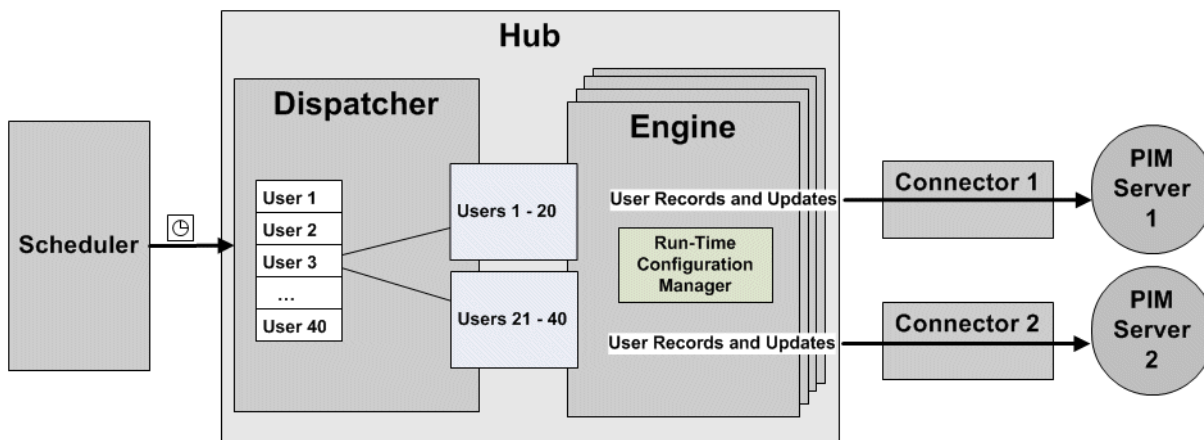 Hub
Dispatcher
Engine
Scheduler
User 1
User 2
User 3
...
User 40
Users 1 - 20
Users 21 - 40
User Records and Updates
Run-Time
Configuration
Manager
User Records and Updates
Connector 1
Connector 2
PIM
Server
1
PIM
Server
2